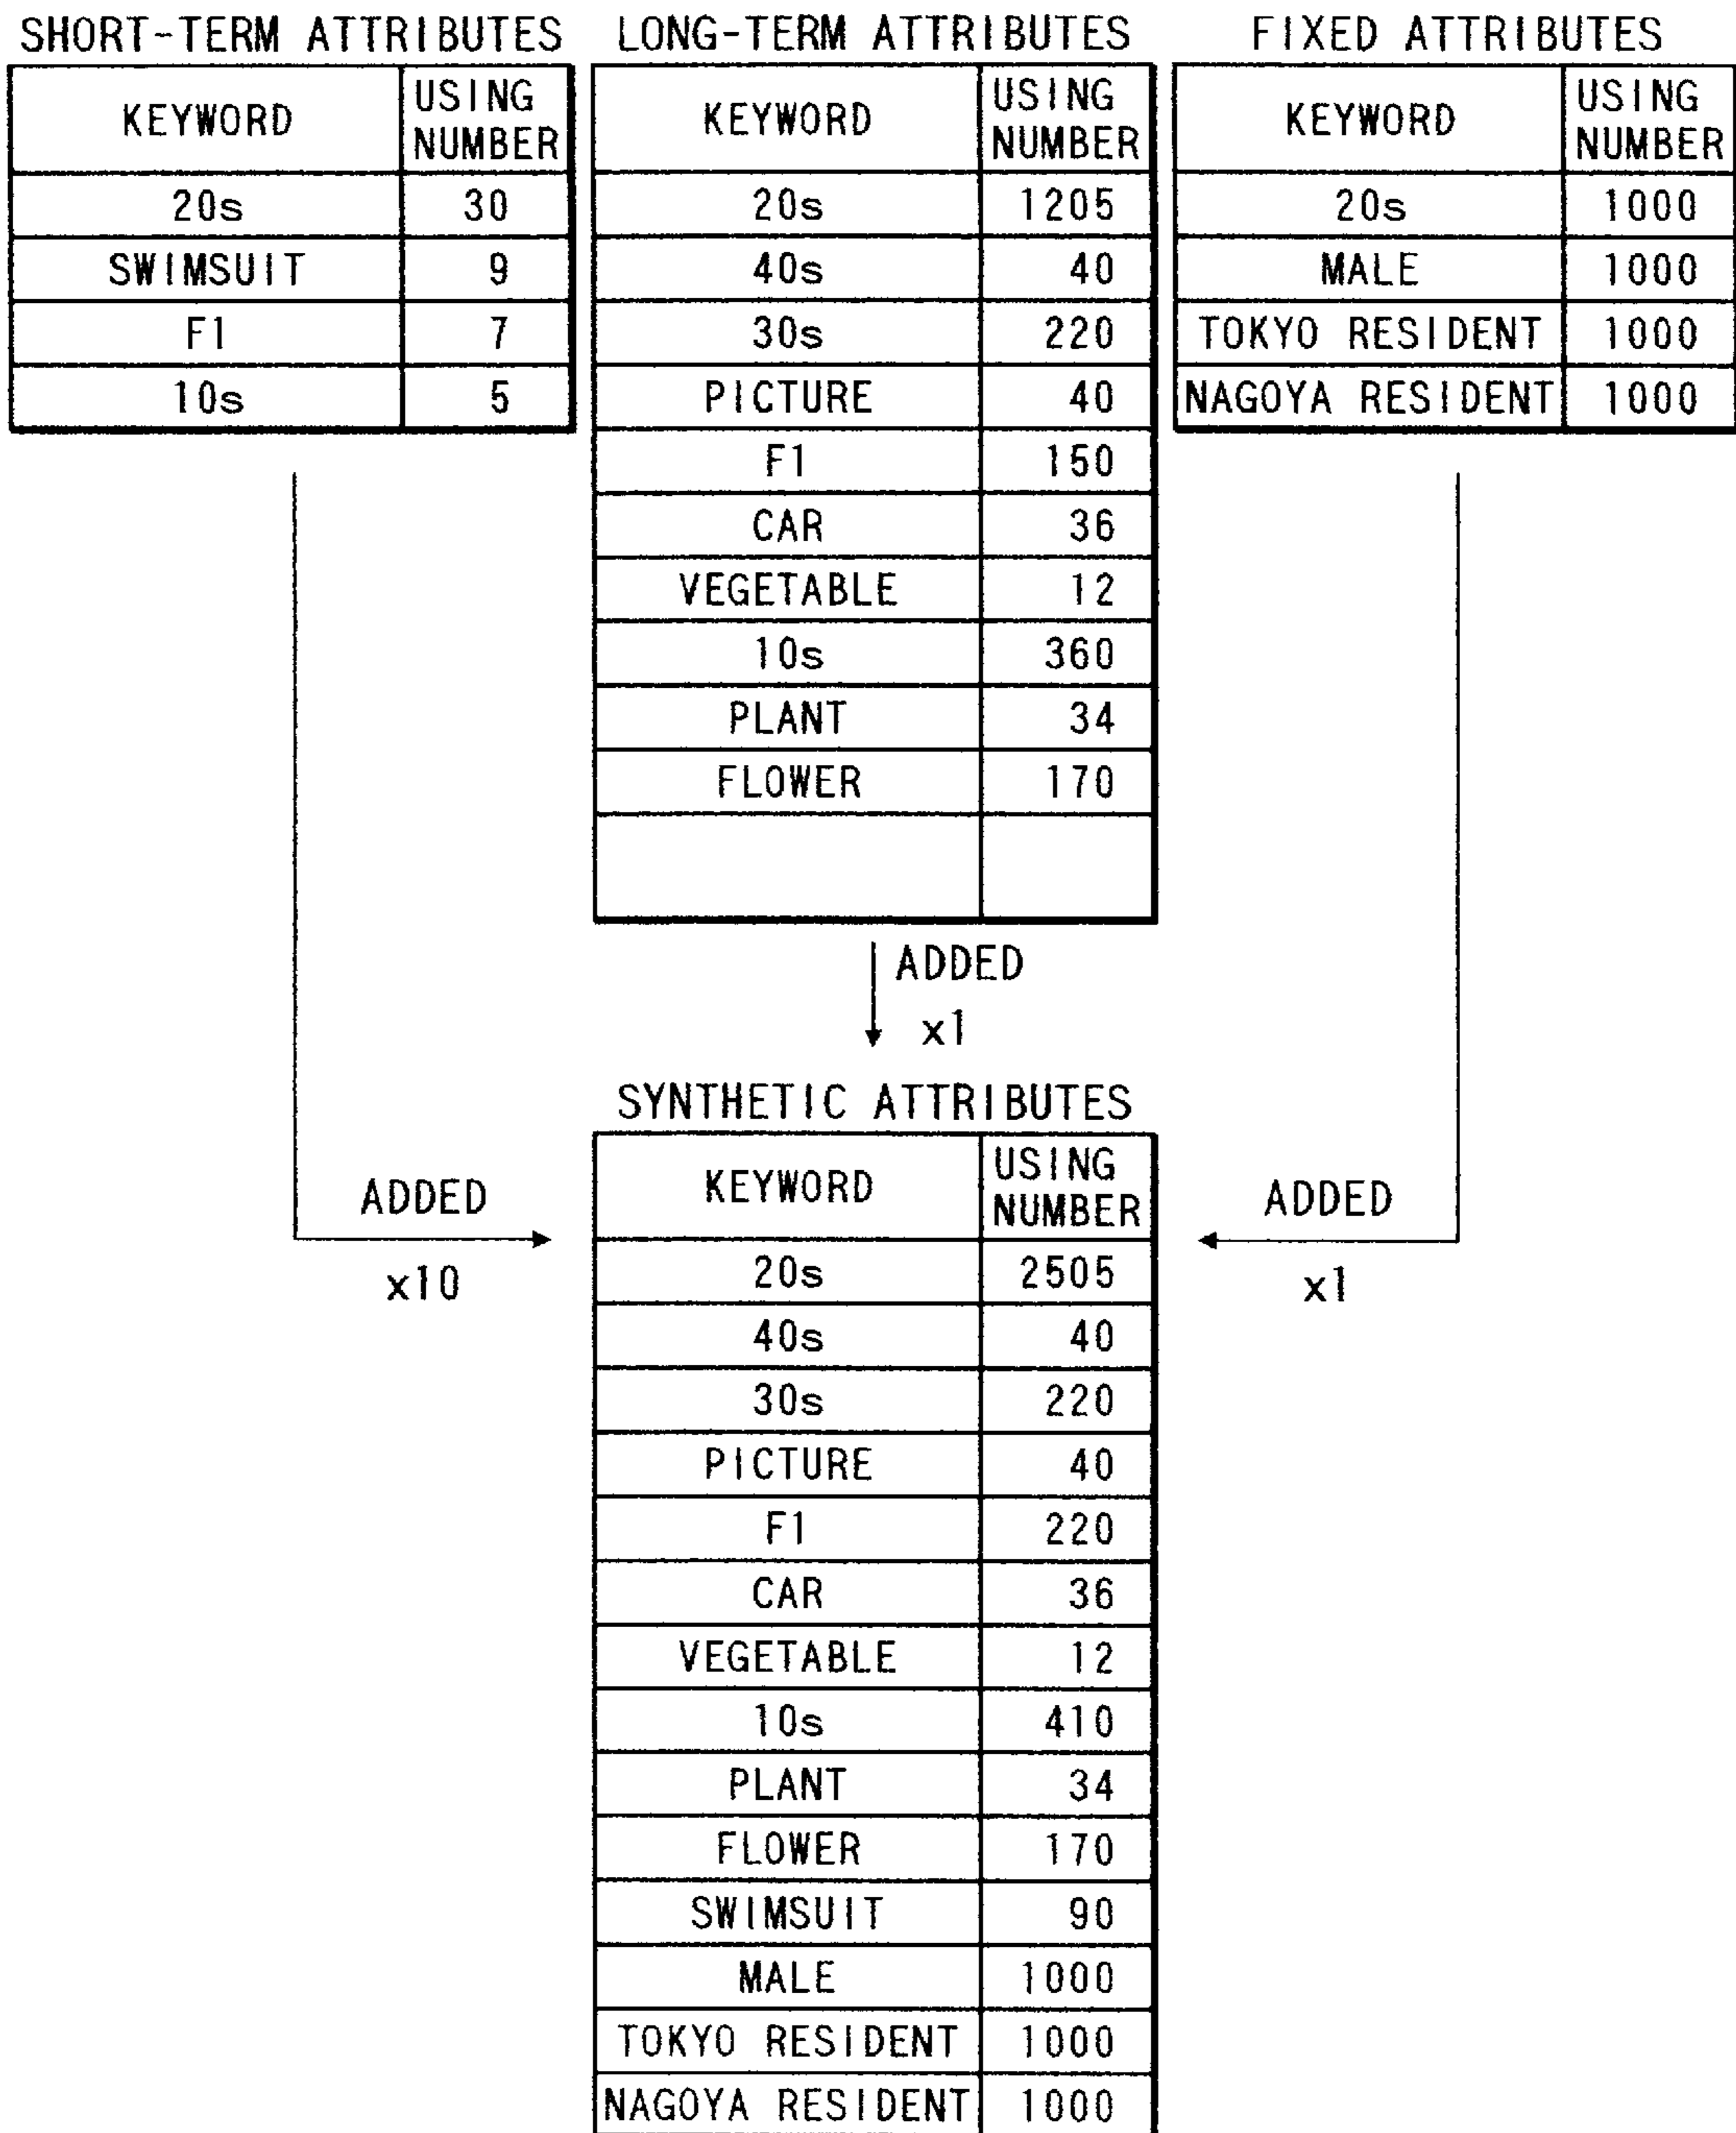 SHORT-TERM ATTRIBUTES
KEYWORD USING NUMBER
20s 30
SWIMSUIT 9
F1 7
10s 5
LONG-TERM ATTRIBUTES
KEYWORD USING NUMBER
20s 1205
40s 40
30s 220
PICTURE 40
F1 150
CAR 36
VEGETABLE 12
10s 360
PLANT 34
FLOWER 170
FIXED ATTRIBUTES
KEYWORD USING NUMBER
20s 1000
MALE 1000
TOKYO RESIDENT 1000
NAGOYA RESIDENT 1000
ADDED
x1
ADDED
x10
ADDED
x1
SYNTHETIC ATTRIBUTES
KEYWORD USING NUMBER
20s 2505
40s 40
30s 220
PICTURE 40
F1 220
CAR 36
VEGETABLE 12
10s 410
PLANT 34
FLOWER 170
SWIMSUIT 90
MALE 1000
TOKYO RESIDENT 1000
NAGOYA RESIDENT 1000